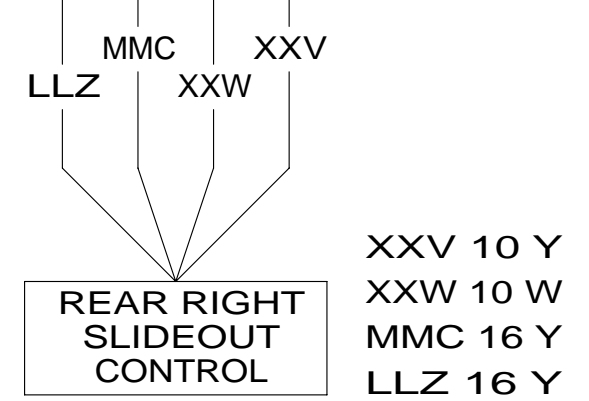 MMC XXV
LLZ XXW
REAR RIGHT
SLIDEOUT
CONTROL
XXV 10 Y
XXW 10 W
MMC 16 Y
LLZ 16 Y